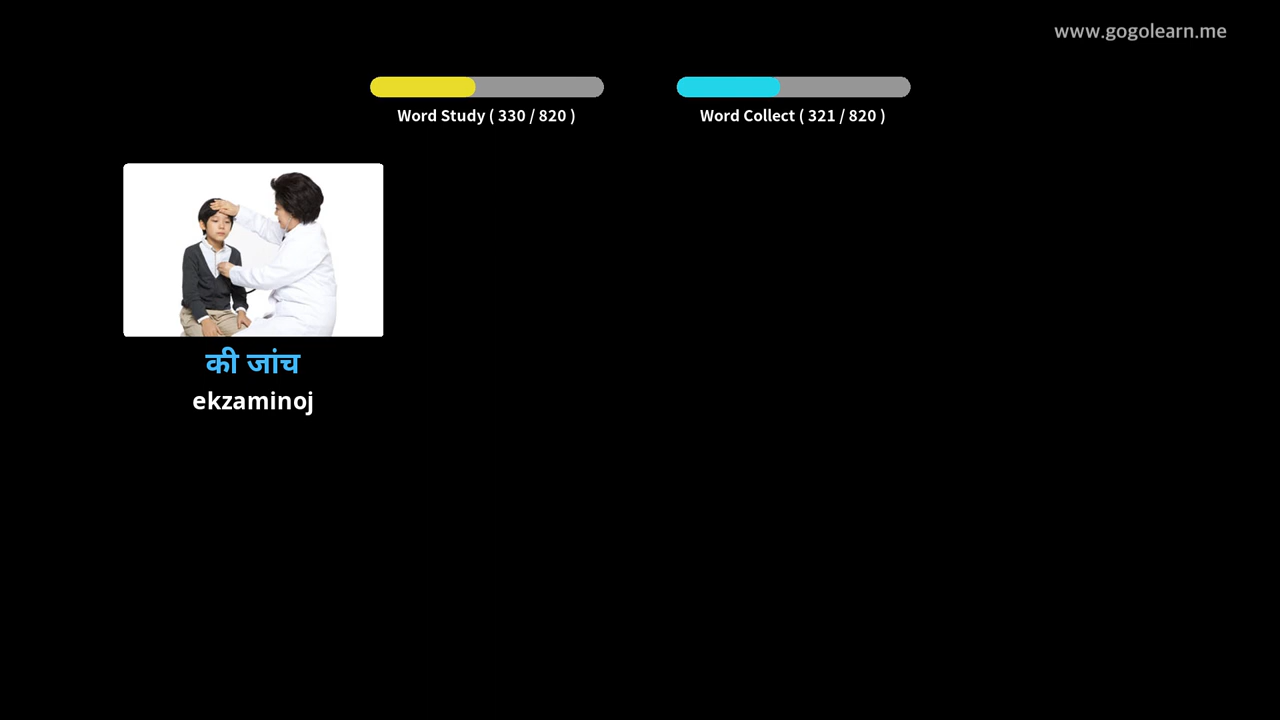 www.gogolearn.me
Word Study ( 330 / 820 )
Word Collect ( 321 / 820 )
की जांच
ekzaminoj